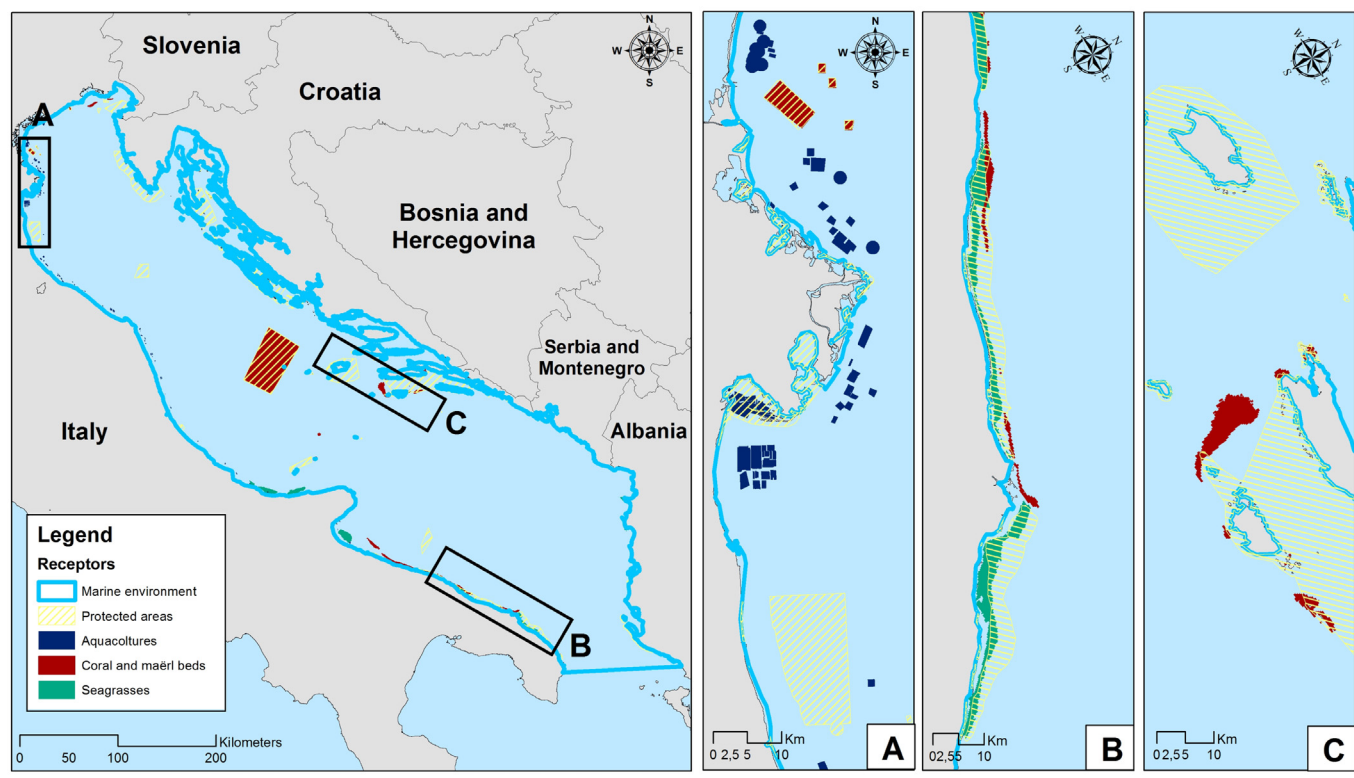 Slovenia
Croatia
Bosnia and
Hercegovina
Serbia and
Montenegro
Albania
Italy
A
B
C
N
W E
S
Legend
Receptors
Marine environment
Protected areas
Aquacoltures
Coral and maërl beds
Seagrasses
Kilometers
0 50 100 200
N
W E
S
Km
0 2,5 5 10
A
N
W
E
S
Km
02,55 10
B
N
W
E
S
Km
02,55 10
C